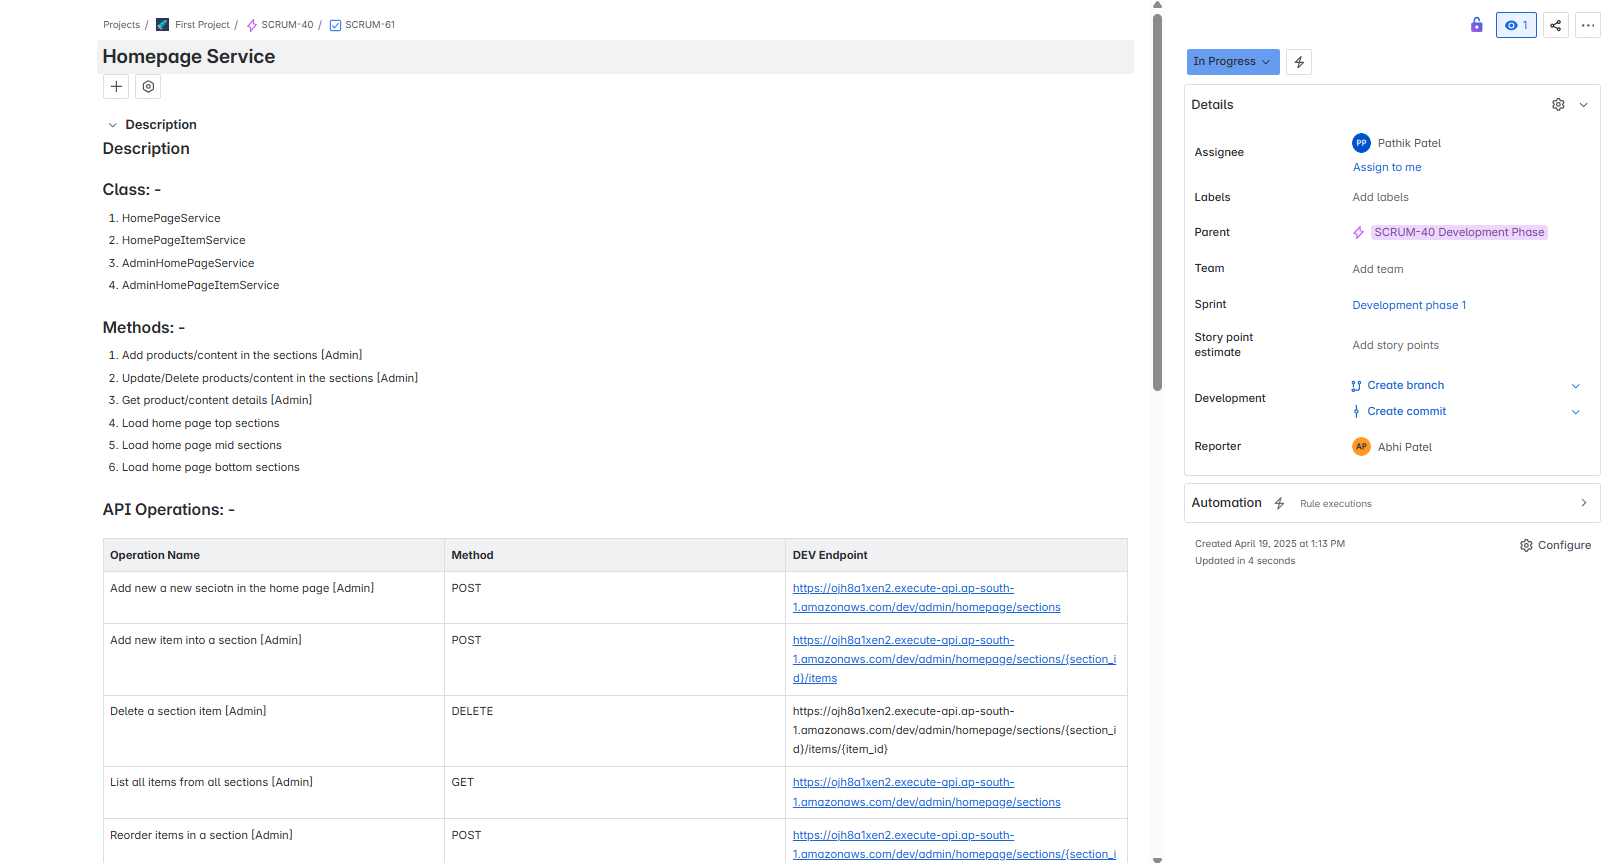 Projects / First Project / SCRUM-40 / SCRUM-61
Homepage Service
Description
Description
Class: -
1. HomePageService
2. HomePageItemService
3. AdminHomePageService
4. AdminHomePageItemService
Methods: -
1. Add products/content in the sections [Admin]
2. Update/Delete products/content in the sections [Admin]
3. Get product/content details [Admin]
4. Load home page top sections
5. Load home page mid sections
6. Load home page bottom sections
API Operations: -
Operation Name Method DEV Endpoint
Add new a new seciotn in the home page [Admin] POST https://ojh8a1xen2.execute-api.ap-south-
1.amazonaws.com/dev/admin/homepage/sections
Add new item into a section [Admin] POST https://ojh8a1xen2.execute-api.ap-south-
1.amazonaws.com/dev/admin/homepage/sections/{section_i
d}/items
Delete a section item [Admin] DELETE https://ojh8a1xen2.execute-api.ap-south-
1.amazonaws.com/dev/admin/homepage/sections/{section_i
d}/items/{item_id}
List all items from all sections [Admin] GET https://ojh8a1xen2.execute-api.ap-south-
1.amazonaws.com/dev/admin/homepage/sections
Reorder items in a section [Admin] POST https://ojh8a1xen2.execute-api.ap-south-
1.amazonaws.com/dev/admin/homepage/sections/{section_i
1
In Progress
Details
Assignee
PP Pathik Patel
Assign to me
Labels Add labels
Parent SCRUM-40 Development Phase
Team Add team
Sprint Development phase 1
Story point
estimate
Add story points
Development
Create branch
Create commit
Reporter AP Abhi Patel
Automation Rule executions
Created April 19, 2025 at 1:13 PM
Updated in 4 seconds
Configure